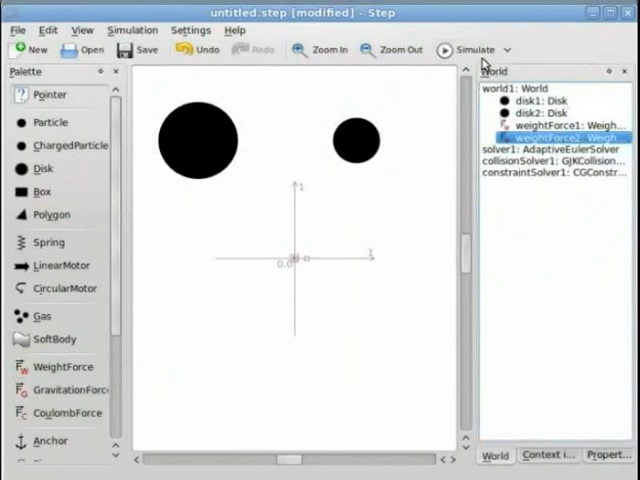 untitled.step [modified] - Step
File Edit View Simulation Settings Help
New Open Save Undo Redo Zoom In Zoom Out Simulate
Palette
Pointer
Particle
ChargedParticle
Disk
Box
Polygon
Spring
LinearMotor
CircularMotor
Gas
SoftBody
WeightForce
GravitationForc
CoulombForce
Anchor
1
1
0.0
World
world1: World
disk1: Disk
disk2: Disk
weightForce1: Weigh...
weightForce2: Weigh...
solver1: AdaptiveEulerSolver
collisionSolver1: GJKCollision...
constraintSolver1: CGConstr...
World Context i... Propert...